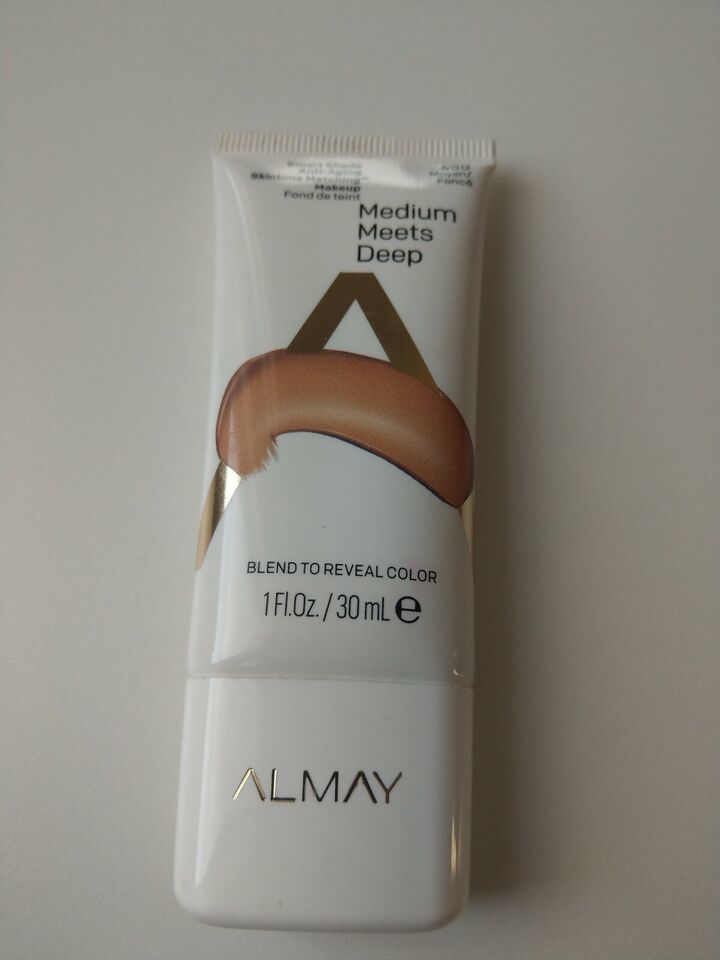 Smart Shade
Anti-Aging
Skintone Matching™
Makeup
Fond de teint
Moyen/
Foncé
Medium
Meets
Deep
BLEND TO REVEAL COLOR
1 Fl.Oz. / 30 mL ℮
ALMAY